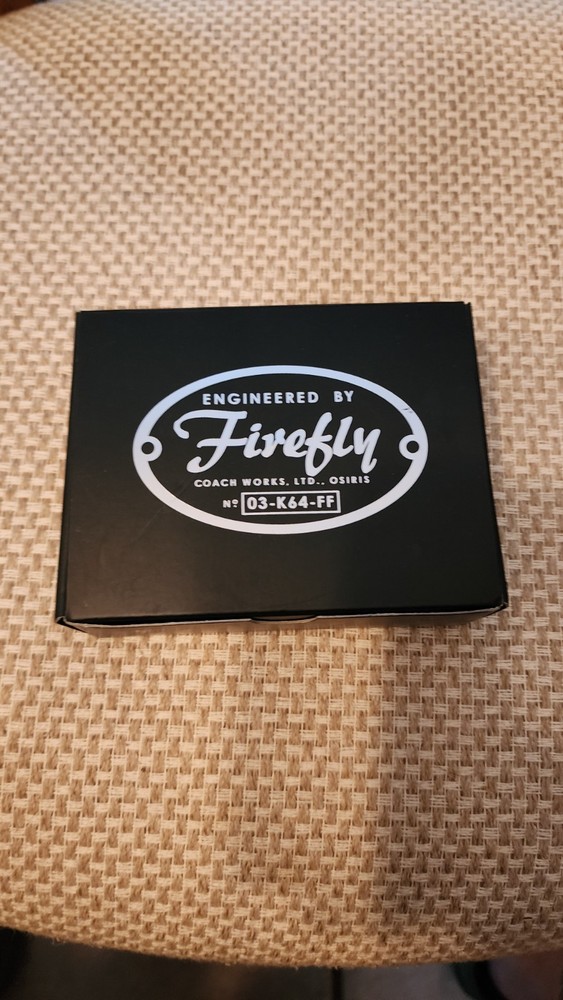 ENGINEERED BY
Firefly
COACH WORKS, LTD., OSIRIS
Nº 03-K64-FF